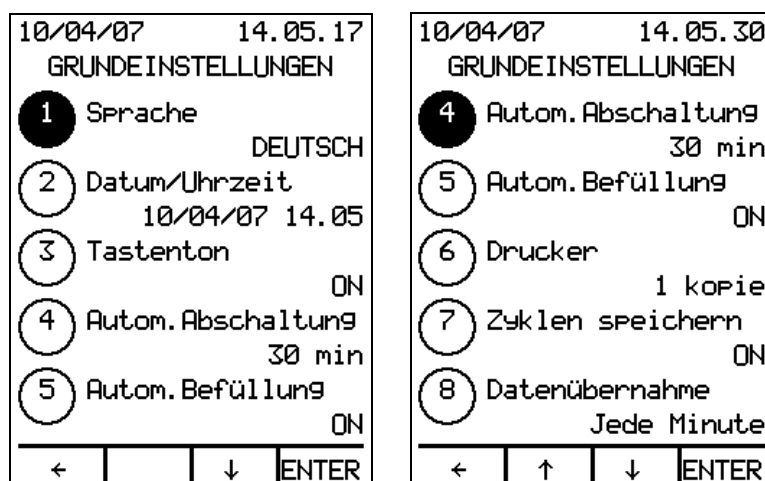 10/04/07 14.05.17
GRUNDEINSTELLUNGEN
1 Sprache
DEUTSCH
2 Datum/Uhrzeit
10/04/07 14.05
3 Tastenton
ON
4 Autom.Abschaltung
30 min
5 Autom.Befüllung
ON
← ↓ ENTER
10/04/07 14.05.30
GRUNDEINSTELLUNGEN
4 Autom.Abschaltung
30 min
5 Autom.Befüllung
ON
6 Drucker
1 kopie
7 Zyklen speichern
ON
8 Datenübernahme
Jede Minute
← ↑ ↓ ENTER